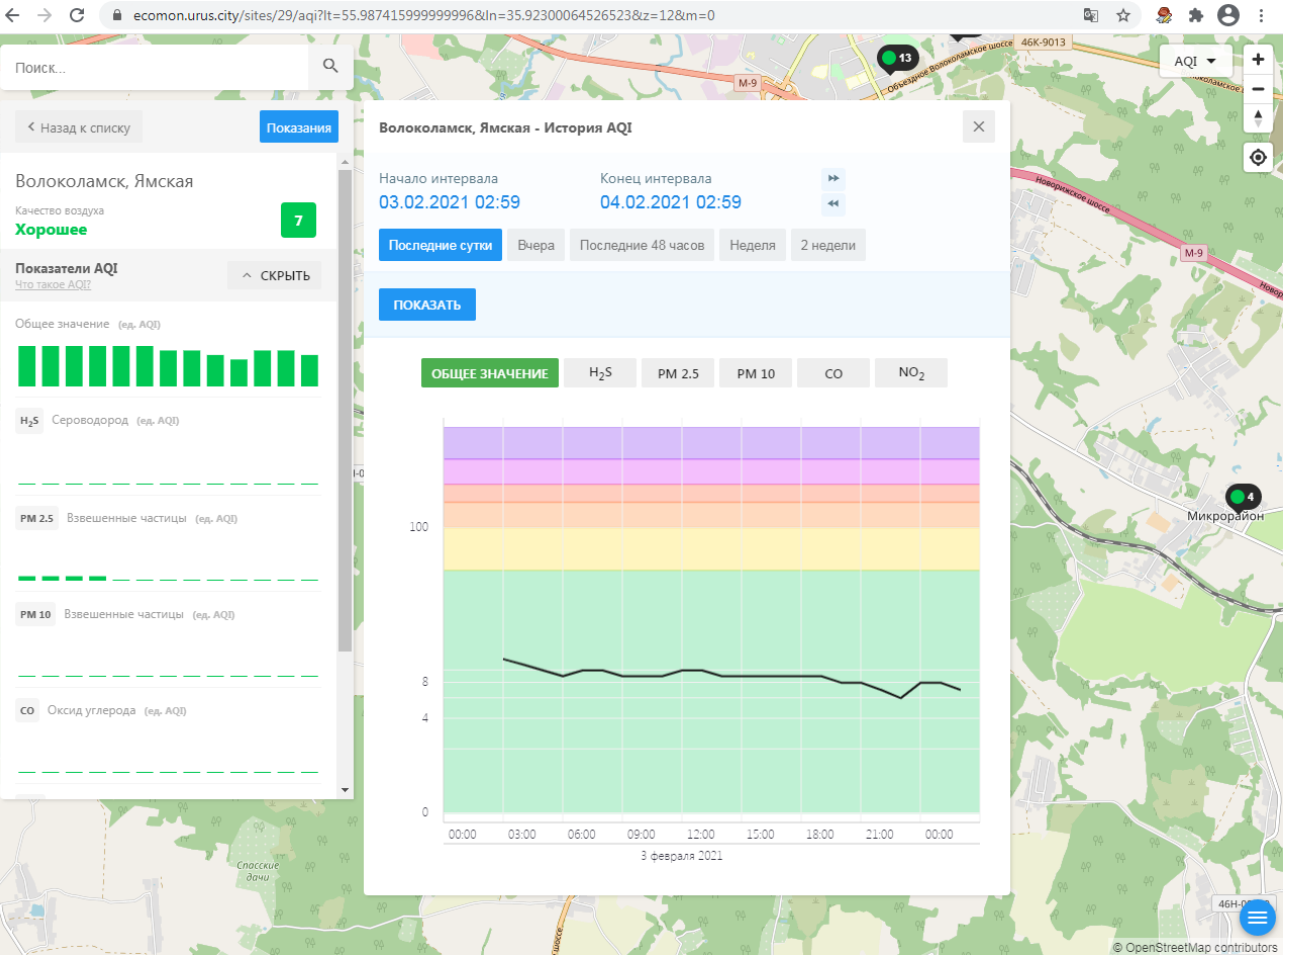 ecomon.urus.city/sites/29/aqi?lt=55.987415999999996&ln=35.92300064526523&z=12&m=0
Поиск...
Назад к списку
Показания
Волоколамск, Ямская
Качество воздуха
Хорошее
7
Показатели AQI
Что такое AQI?
СКРЫТЬ
Общее значение (ед. AQI)
H₂S Сероводород (ед. AQI)
PM 2.5 Взвешенные частицы (ед. AQI)
PM 10 Взвешенные частицы (ед. AQI)
CO Оксид углерода (ед. AQI)
Волоколамск, Ямская - История AQI
Начало интервала
03.02.2021 02:59
Конец интервала
04.02.2021 02:59
Последние сутки
Вчера
Последние 48 часов
Неделя
2 недели
ПОКАЗАТЬ
ОБЩЕЕ ЗНАЧЕНИЕ
H₂S
PM 2.5
PM 10
CO
NO₂
100
8
4
0
00:00 03:00 06:00 09:00 12:00 15:00 18:00 21:00 00:00
3 февраля 2021
13
46К-9013
М-9
AQI
Новорижское шоссе
М-9
4
Микрорайон
Спасские
дачи
шоссе
© OpenStreetMap contributors